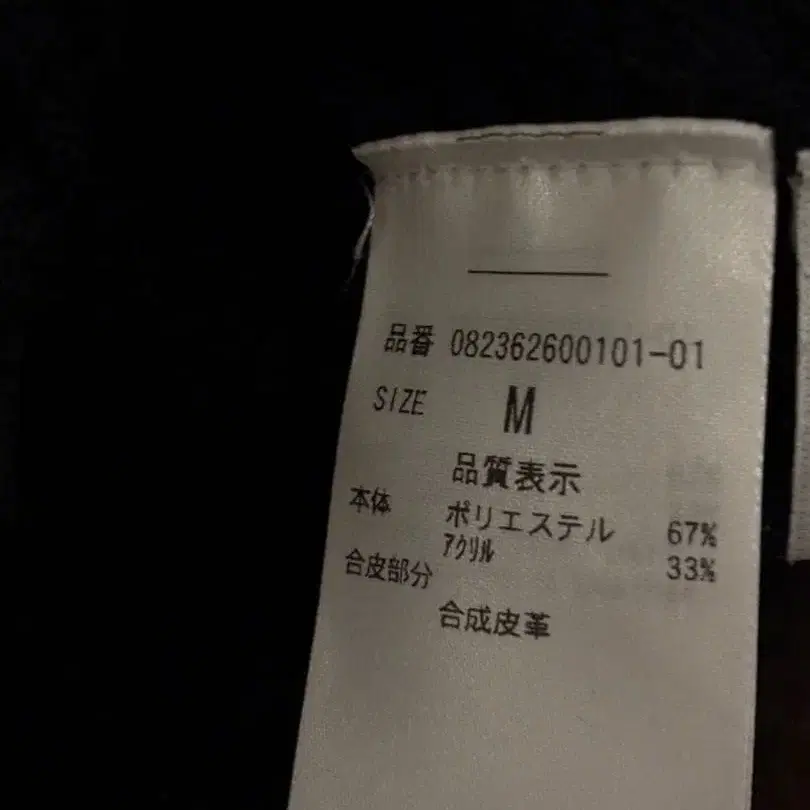 品番 082362600101-01
SIZE M
品質表示
本体 ポリエステル 67%
アクリル 33%
合皮部分
合成皮革